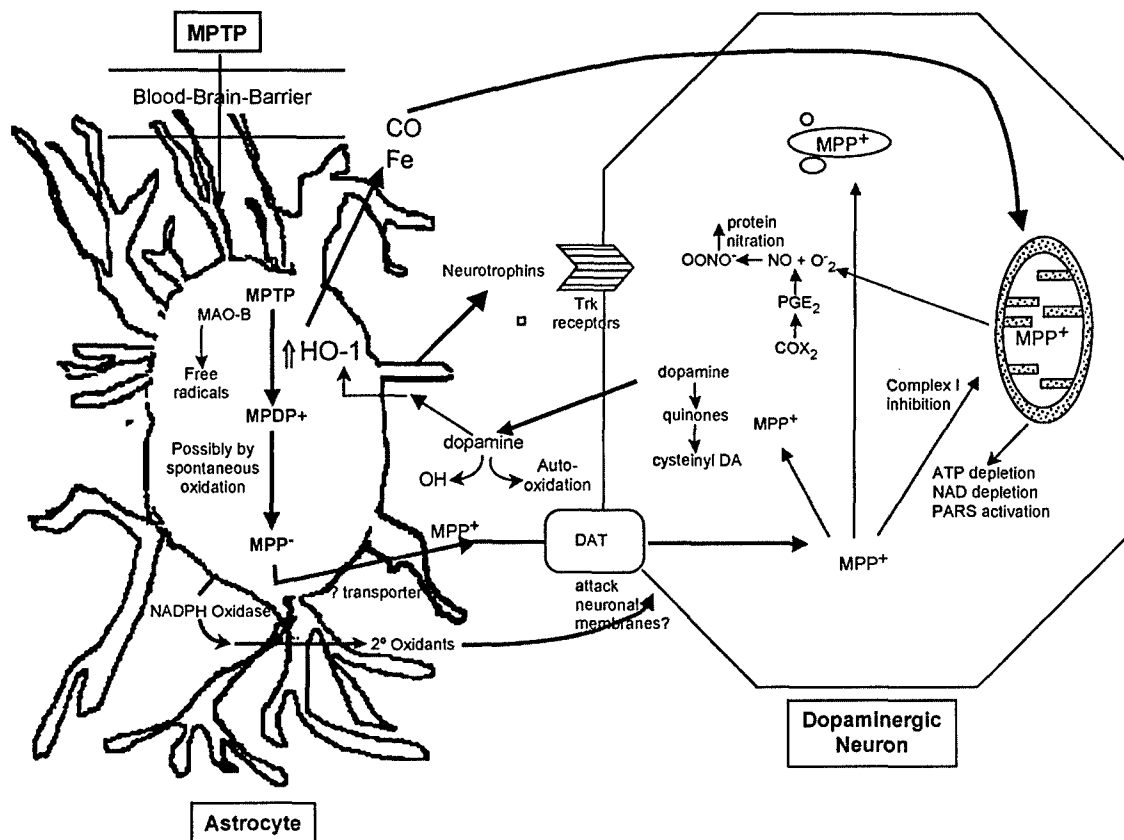 MPTP
Blood-Brain-Barrier
CO
Fe
MPP⁺
protein
nitration
OONO⁻
NO + O⁻₂
PGE₂
COX₂
Neurotrophins
Trk
receptors
MPP⁺
MPTP
MAO-B
⇑HO-1
Free
radicals
MPDP+
Possibly by
spontaneous
oxidation
MPP⁻
dopamine
OH
Auto-
oxidation
dopamine
quinones
cysteinyl DA
MPP⁺
Complex I
inhibition
ATP depletion
NAD depletion
PARS activation
MPP⁺
DAT
MPP⁺
? transporter
attack
neuronal
membranes?
NADPH Oxidase
2º Oxidants
Dopaminergic
Neuron
Astrocyte